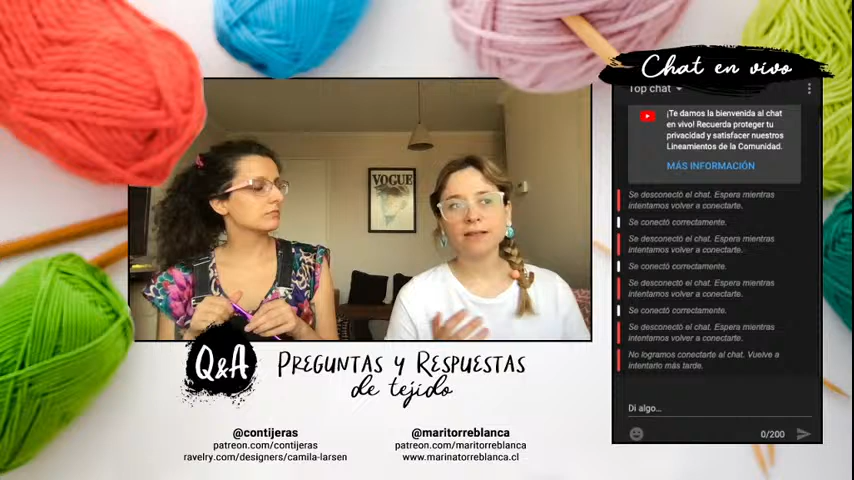 Chat en vivo
Top chat
¡Te damos la bienvenida al chat
en vivo! Recuerda proteger tu
privacidad y satisfacer nuestros
Lineamientos de la Comunidad.
MÁS INFORMACIÓN
Se desconectó el chat. Espera mientras
intentamos volver a conectarte.
Se conectó correctamente.
Se desconectó el chat. Espera mientras
intentamos volver a conectarte.
Se conectó correctamente.
Se desconectó el chat. Espera mientras
intentamos volver a conectarte.
Se conectó correctamente.
Se desconectó el chat. Espera mientras
intentamos volver a conectarte.
No logramos conectarte al chat. Vuelve a
intentarlo más tarde.
Di algo...
0/200
VOGUE
Q&A
PREGUNTAS Y RESPUESTAS
de tejido
@contijeras
patreon.com/contijeras
ravelry.com/designers/camila-larsen
@maritorreblanca
patreon.com/maritorreblanca
www.marinatorreblanca.cl